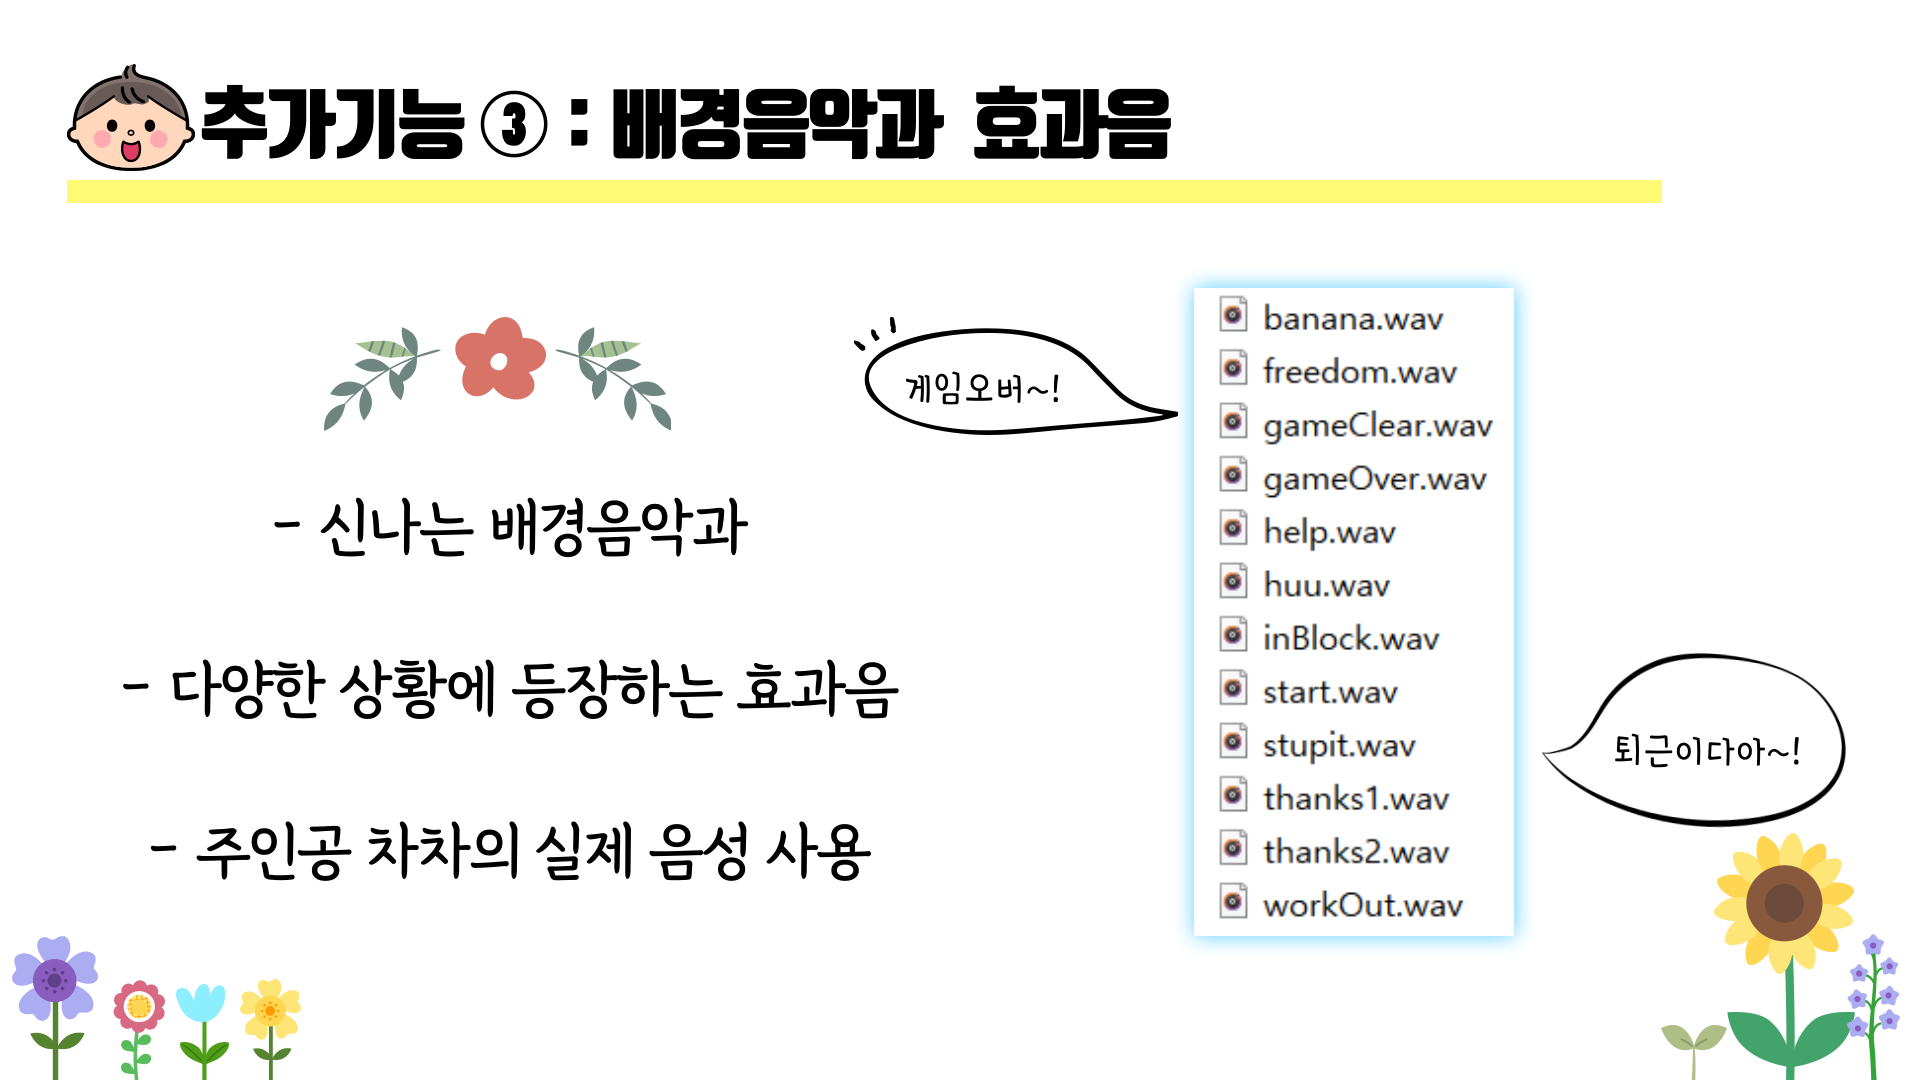 추가기능 ③ : 배경음악과 효과음
게임오버~!
- 신나는 배경음악과
- 다양한 상황에 등장하는 효과음
- 주인공 차차의 실제 음성 사용
banana.wav
freedom.wav
gameClear.wav
gameOver.wav
help.wav
huu.wav
inBlock.wav
start.wav
stupit.wav
thanks1.wav
thanks2.wav
workOut.wav
퇴근이다아~!